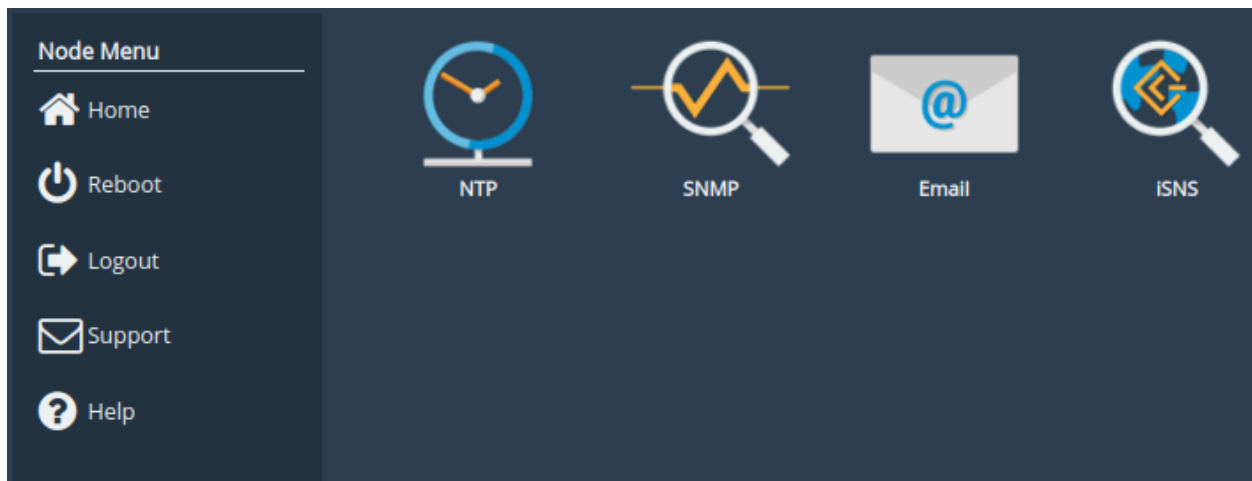 Node Menu
Home
Reboot
Logout
Support
Help
NTP
SNMP
@
Email
iSNS